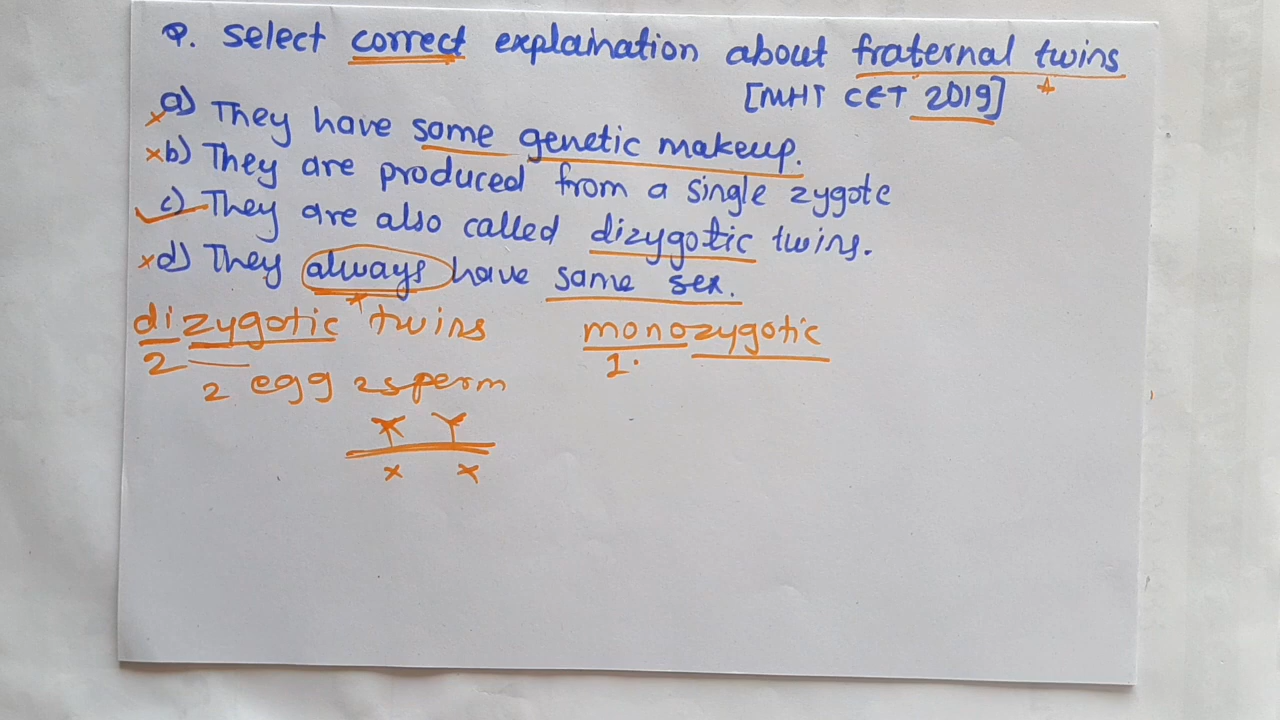 Q. select correct explaination about fraternal twins
[MHT CET 2019]
a) They have same genetic makeup.
b) They are produced from a single zygote
c) They are also called dizygotic twins.
d) They always have same sex.
dizygotic twins monozygotic
2 1.
2 egg 2 sperm
X Y
x x